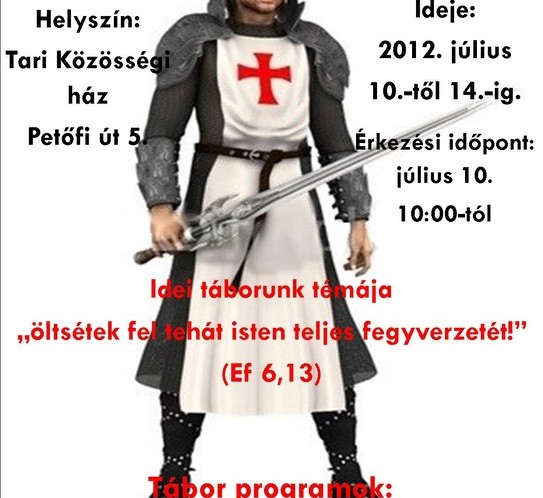 Helyszín:
Tari Közösségi
ház
Petőfi út 5.
Ideje:
2012. július
10.-től 14.-ig.
Érkezési időpont:
július 10.
10:00-tól
Idei táborunk témája
„öltsétek fel tehát isten teljes fegyverzetét!”
(Ef 6,13)
Tábor programok: